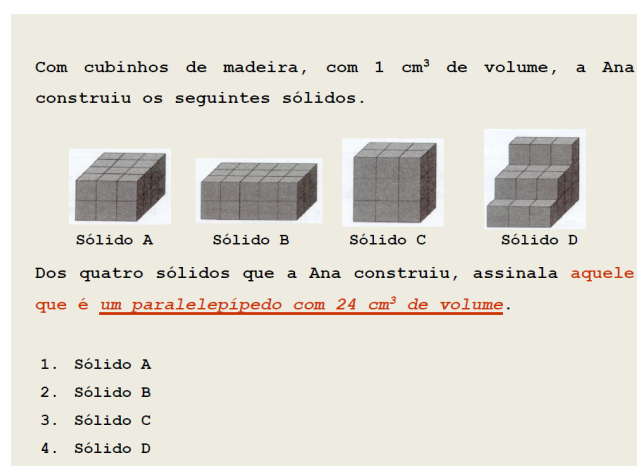 Com cubinhos de madeira, com 1 cm³ de volume, a Ana
construiu os seguintes sólidos.
Sólido A Sólido B Sólido C Sólido D
Dos quatro sólidos que a Ana construiu, assinala aquele
que é um paralelepípedo com 24 cm³ de volume.
1. Sólido A
2. Sólido B
3. Sólido C
4. Sólido D